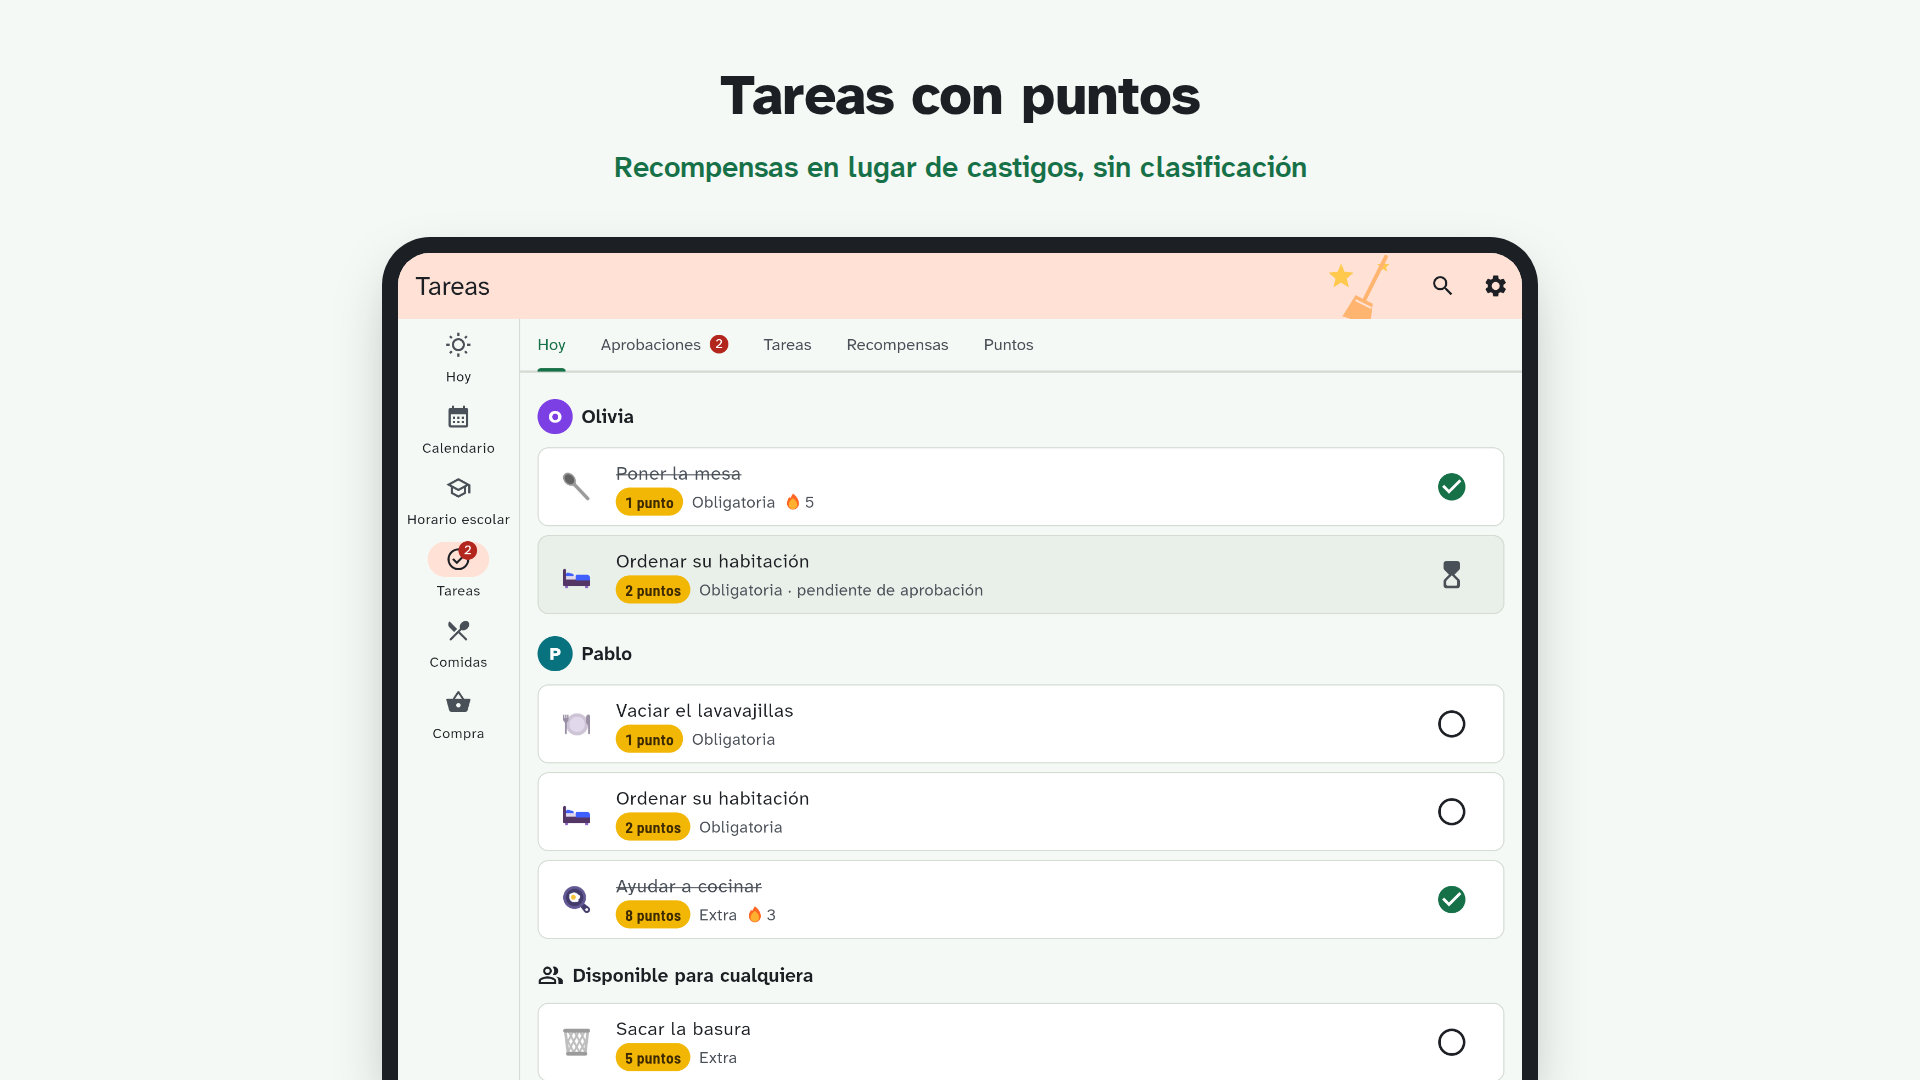 Tareas con puntos
Recompensas en lugar de castigos, sin clasificación
Tareas
Hoy
Calendario
Horario escolar
2
Tareas
Comidas
Compra
Hoy
Aprobaciones 2
Tareas
Recompensas
Puntos
O Olivia
Poner la mesa
1 punto Obligatoria 5
Ordenar su habitación
2 puntos Obligatoria · pendiente de aprobación
P Pablo
Vaciar el lavavajillas
1 punto Obligatoria
Ordenar su habitación
2 puntos Obligatoria
Ayudar a cocinar
8 puntos Extra 3
Disponible para cualquiera
Sacar la basura
5 puntos Extra